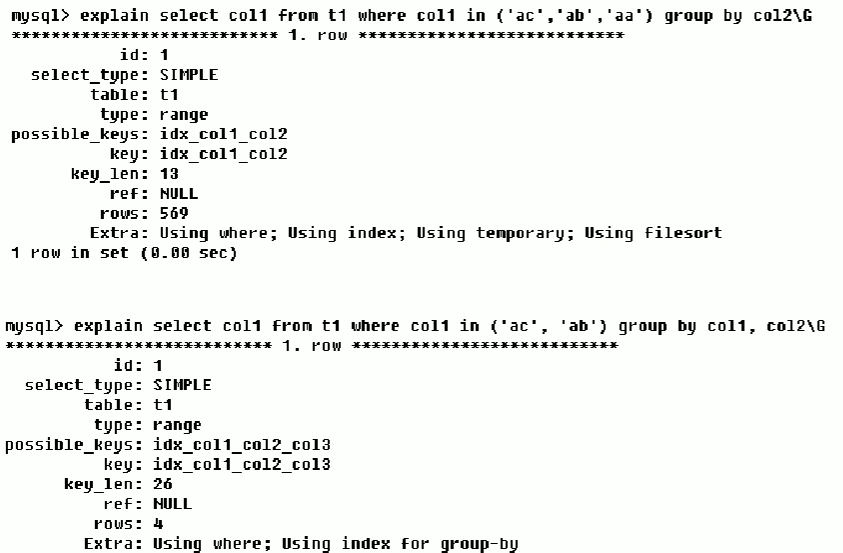 mysql> explain select col1 from t1 where col1 in ('ac','ab','aa') group by col2\G
*************************** 1. row ***************************
id: 1
select_type: SIMPLE
table: t1
type: range
possible_keys: idx_col1_col2
key: idx_col1_col2
key_len: 13
ref: NULL
rows: 569
Extra: Using where; Using index; Using temporary; Using filesort
1 row in set (0.00 sec)
mysql> explain select col1 from t1 where col1 in ('ac', 'ab') group by col1, col2\G
*************************** 1. row ***************************
id: 1
select_type: SIMPLE
table: t1
type: range
possible_keys: idx_col1_col2_col3
key: idx_col1_col2_col3
key_len: 26
ref: NULL
rows: 4
Extra: Using where; Using index for group-by